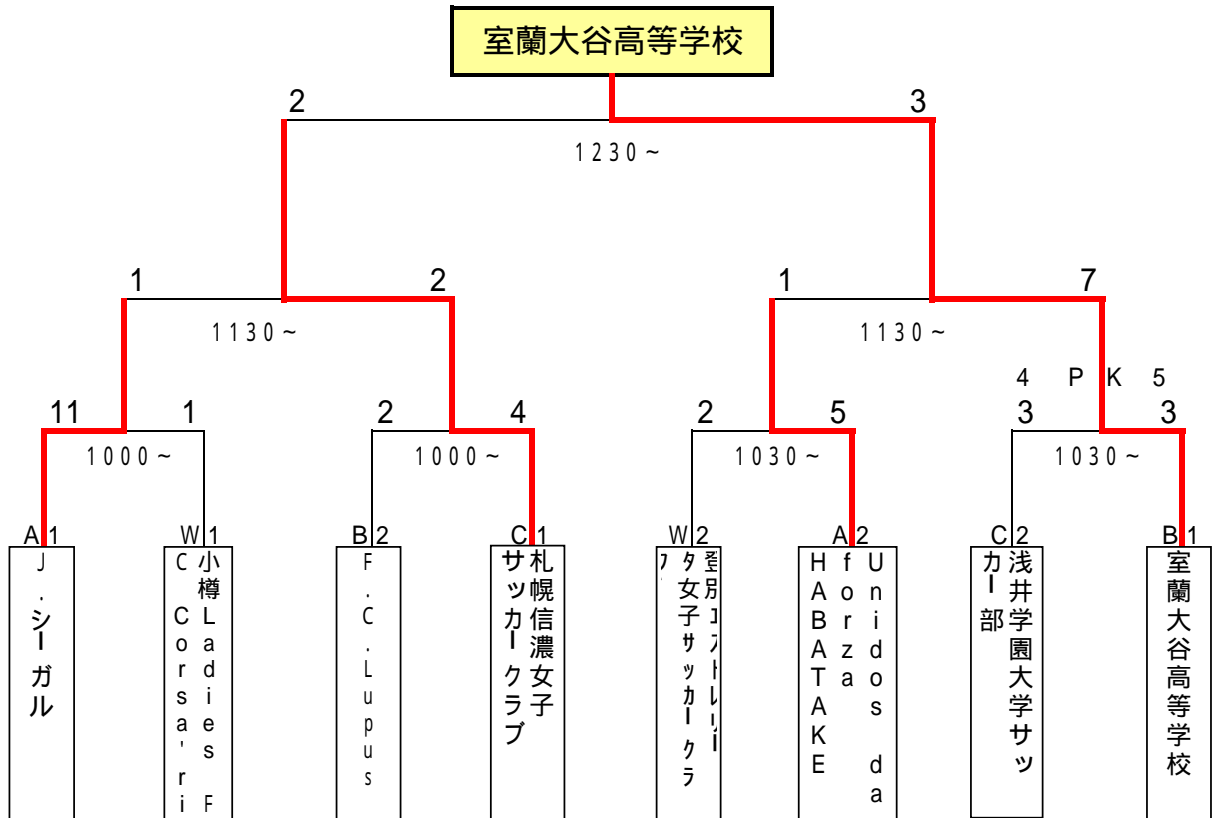 室蘭大谷高等学校
2
3
1230~
1
2
1
7
1130~
1130~
4 PK 5
11
1
2
4
2
5
3
3
1000~
1000~
1030~
1030~
A1
W1
B2
C1
W2
A2
C2
B1
J.シーガル
小樽Ladies F
C Corsa'ri
F.C.Lupus
札幌信濃女子
サッカークラブ
タ女子サッカークラ
Unidos da
forza
HABATAKE
浅井学園大学サッ
カー部
室蘭大谷高等学校